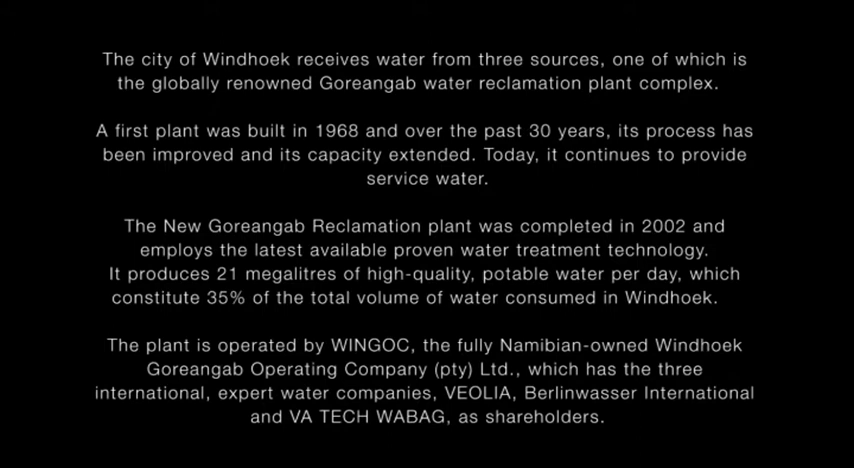 The city of Windhoek receives water from three sources, one of which is
the globally renowned Goreangab water reclamation plant complex.
A first plant was built in 1968 and over the past 30 years, its process has
been improved and its capacity extended. Today, it continues to provide
service water.
The New Goreangab Reclamation plant was completed in 2002 and
employs the latest available proven water treatment technology.
It produces 21 megalitres of high-quality, potable water per day, which
constitute 35% of the total volume of water consumed in Windhoek.
The plant is operated by WINGOC, the fully Namibian-owned Windhoek
Goreangab Operating Company (pty) Ltd., which has the three
international, expert water companies, VEOLIA, Berlinwasser International
and VA TECH WABAG, as shareholders.